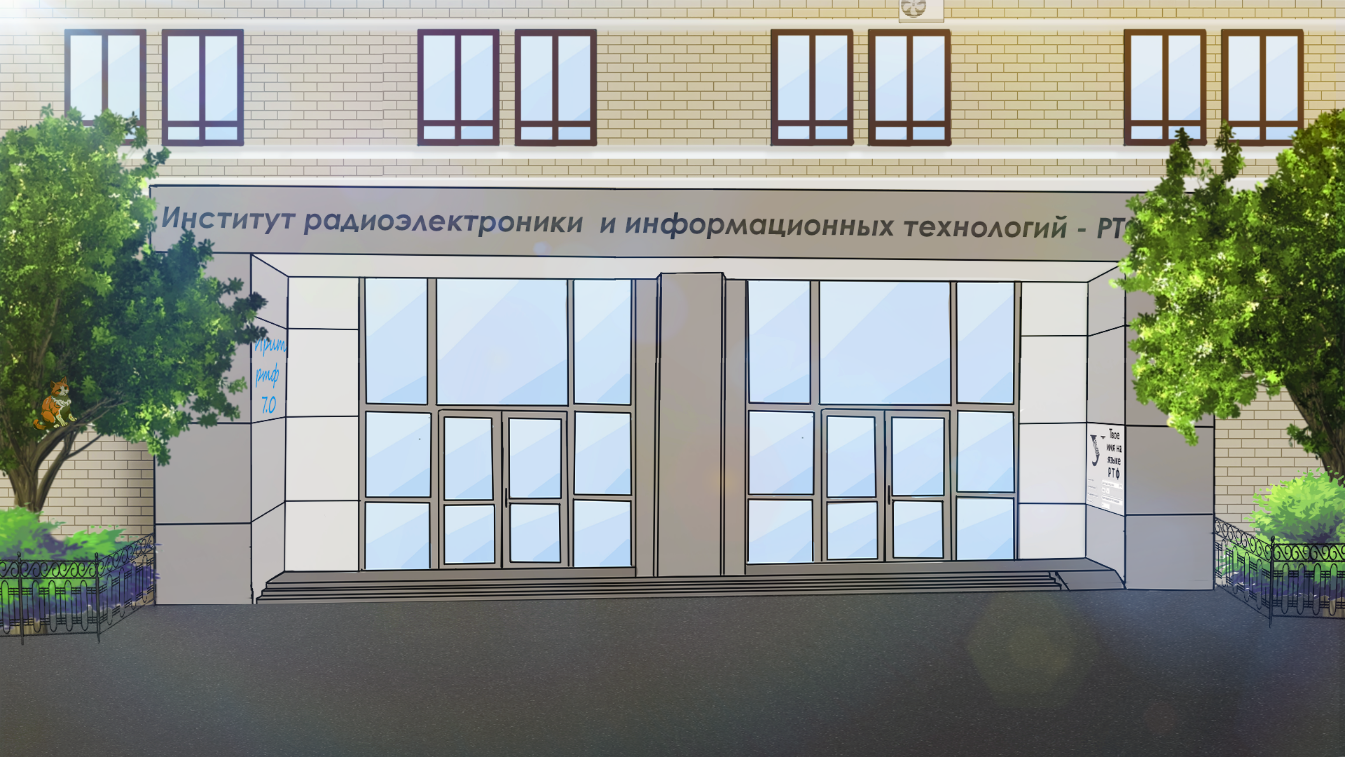 Институт радиоэлектроники и информационных технологий - РТ
Ирит
ртф
7.0
Твое
имя на
языке
РТФ